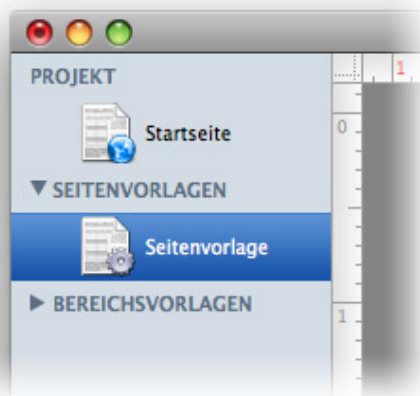 PROJEKT
1
Startseite
0
SEITENVORLAGEN
Seitenvorlage
BEREICHSVORLAGEN
1